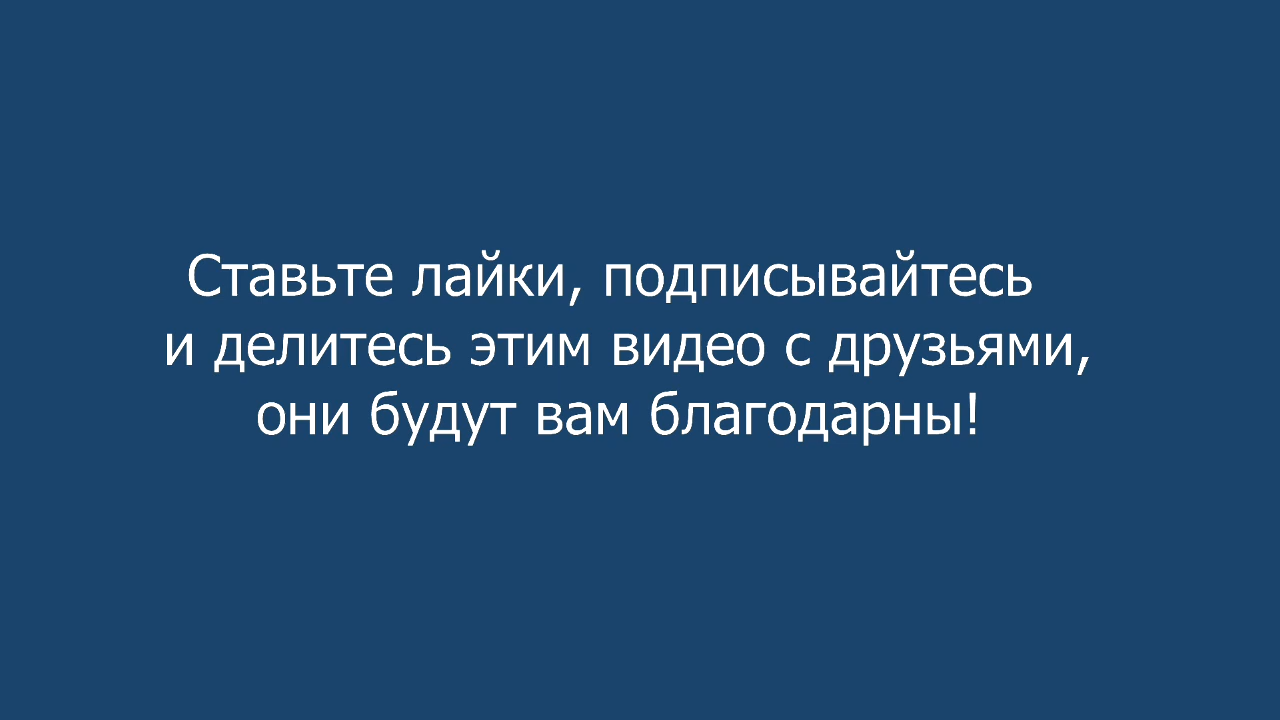 Ставьте лайки, подписывайтесь
и делитесь этим видео с друзьями,
они будут вам благодарны!